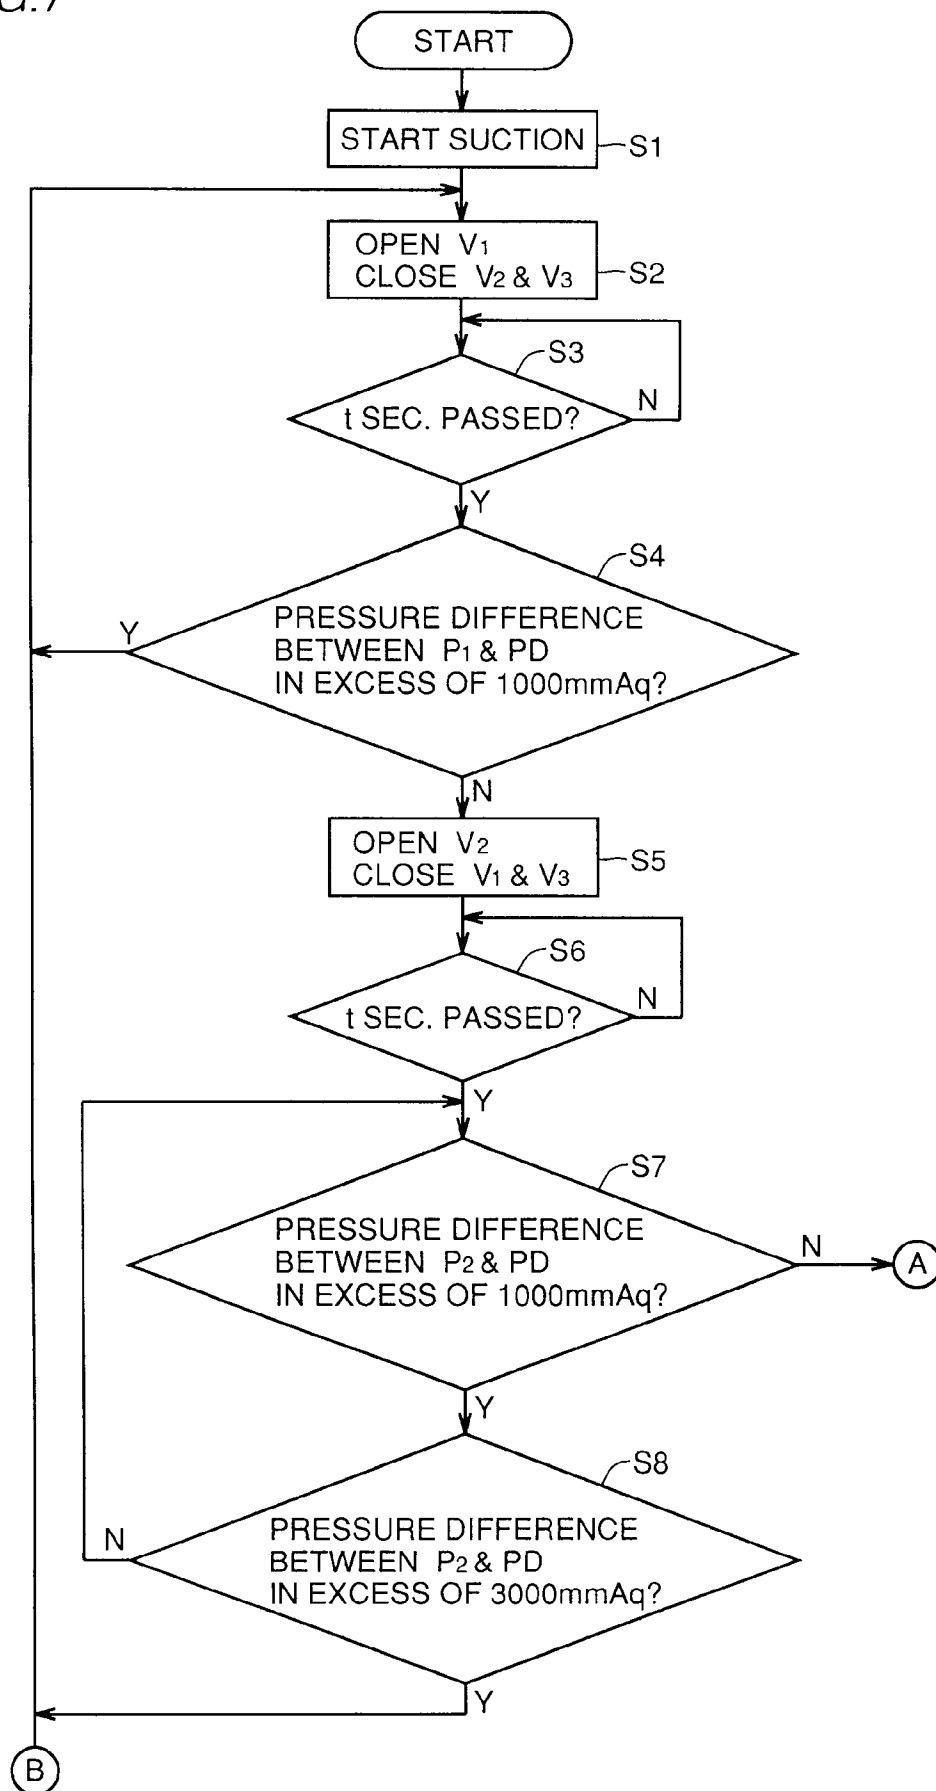 START
START SUCTION
S1
OPEN V1
CLOSE V2 & V3
S2
S3
t SEC. PASSED?
N
Y
S4
PRESSURE DIFFERENCE
BETWEEN P1 & PD
IN EXCESS OF 1000mmAq?
Y
N
OPEN V2
CLOSE V1 & V3
S5
S6
t SEC. PASSED?
N
Y
S7
PRESSURE DIFFERENCE
BETWEEN P2 & PD
IN EXCESS OF 1000mmAq?
N
A
Y
S8
PRESSURE DIFFERENCE
BETWEEN P2 & PD
IN EXCESS OF 3000mmAq?
N
Y
B